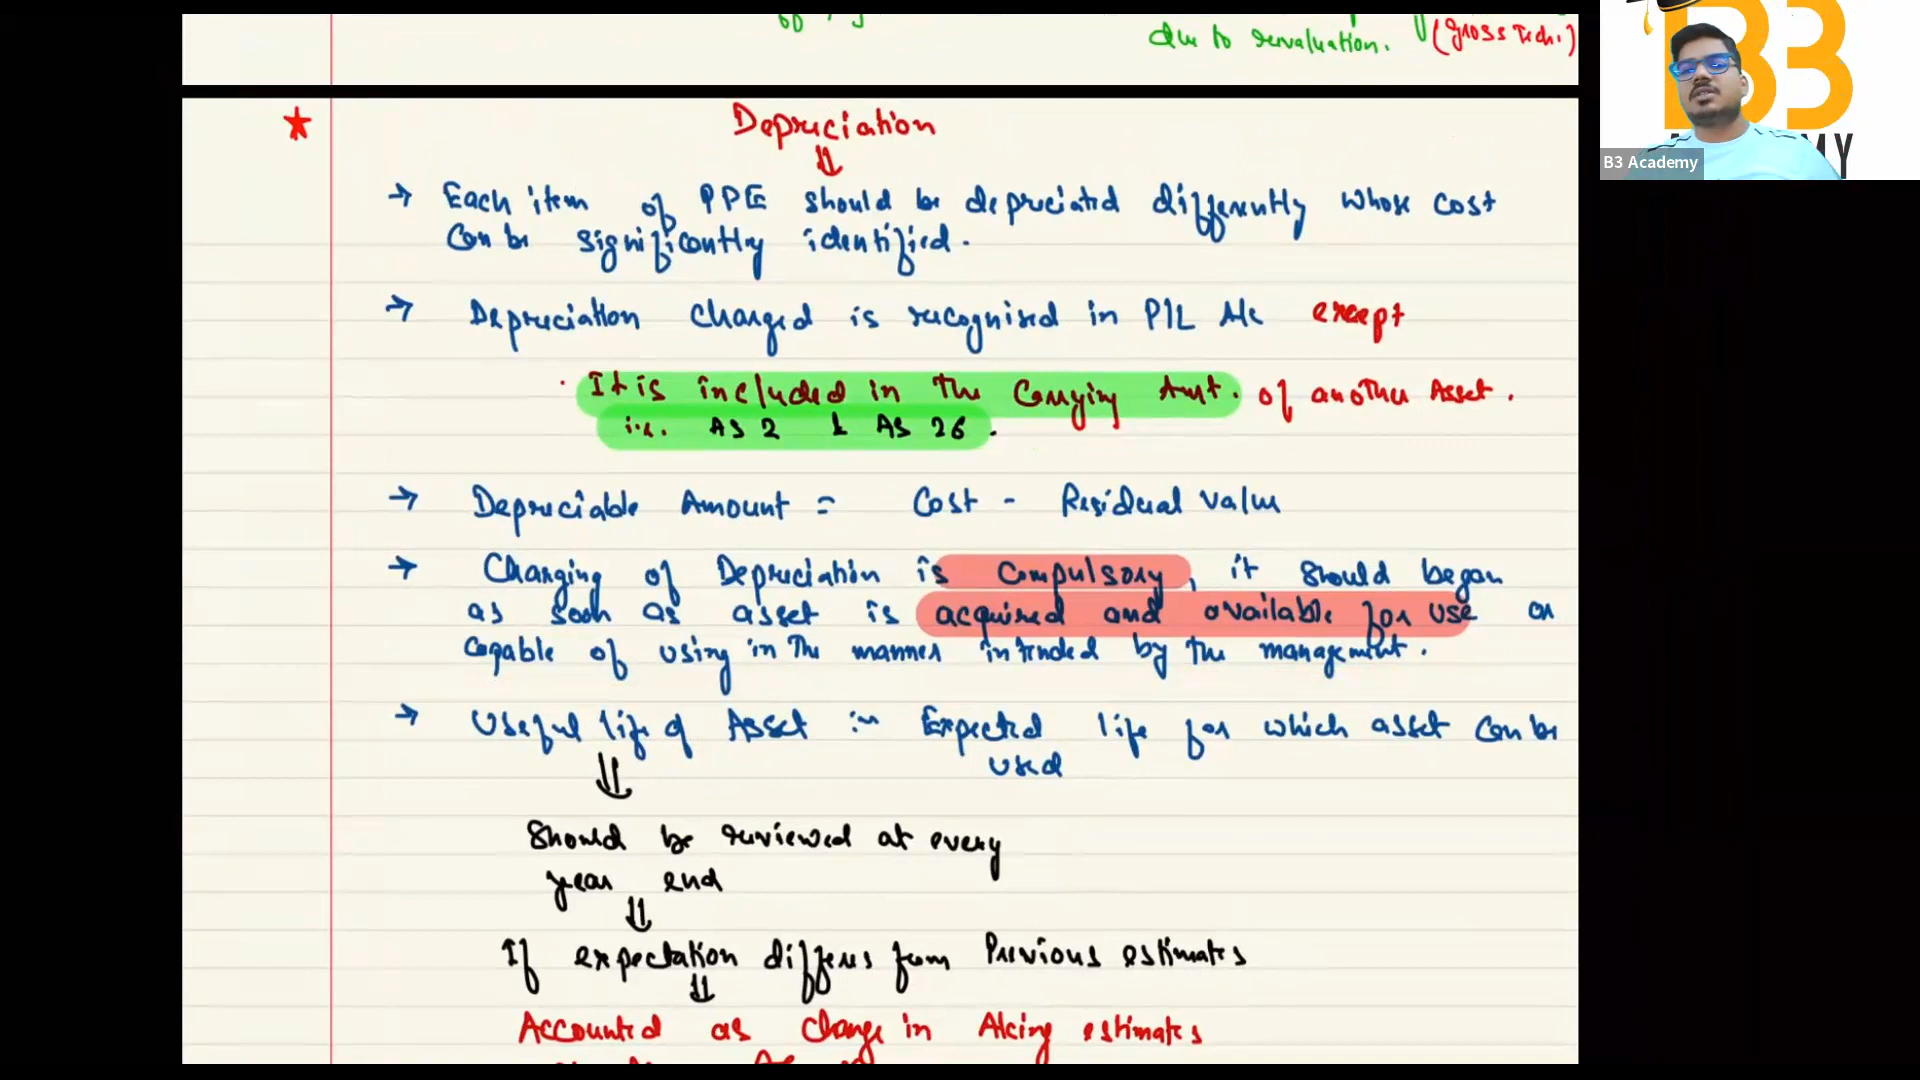 due to revaluation. (Gross Tech.)
B3
B3 Academy
Depreciation
→ Each item of PPE should be depreciated differently whose cost
can be significantly identified.
→ Depreciation charged is recognised in P/L A/c except
It is included in the Carrying Amt. of another Asset.
i.e. AS 2 & AS 26.
→ Depreciable Amount = Cost - Residual value
→ Charging of Depreciation is compulsory, it should began
as soon as asset is acquired and available for use or
capable of using in the manner intended by the management.
→ Useful life of Asset :- Expected life for which asset can be
used
Should be reviewed at every
year end
If expectation differs from Previous estimates
Accounted as change in A/cing estimates